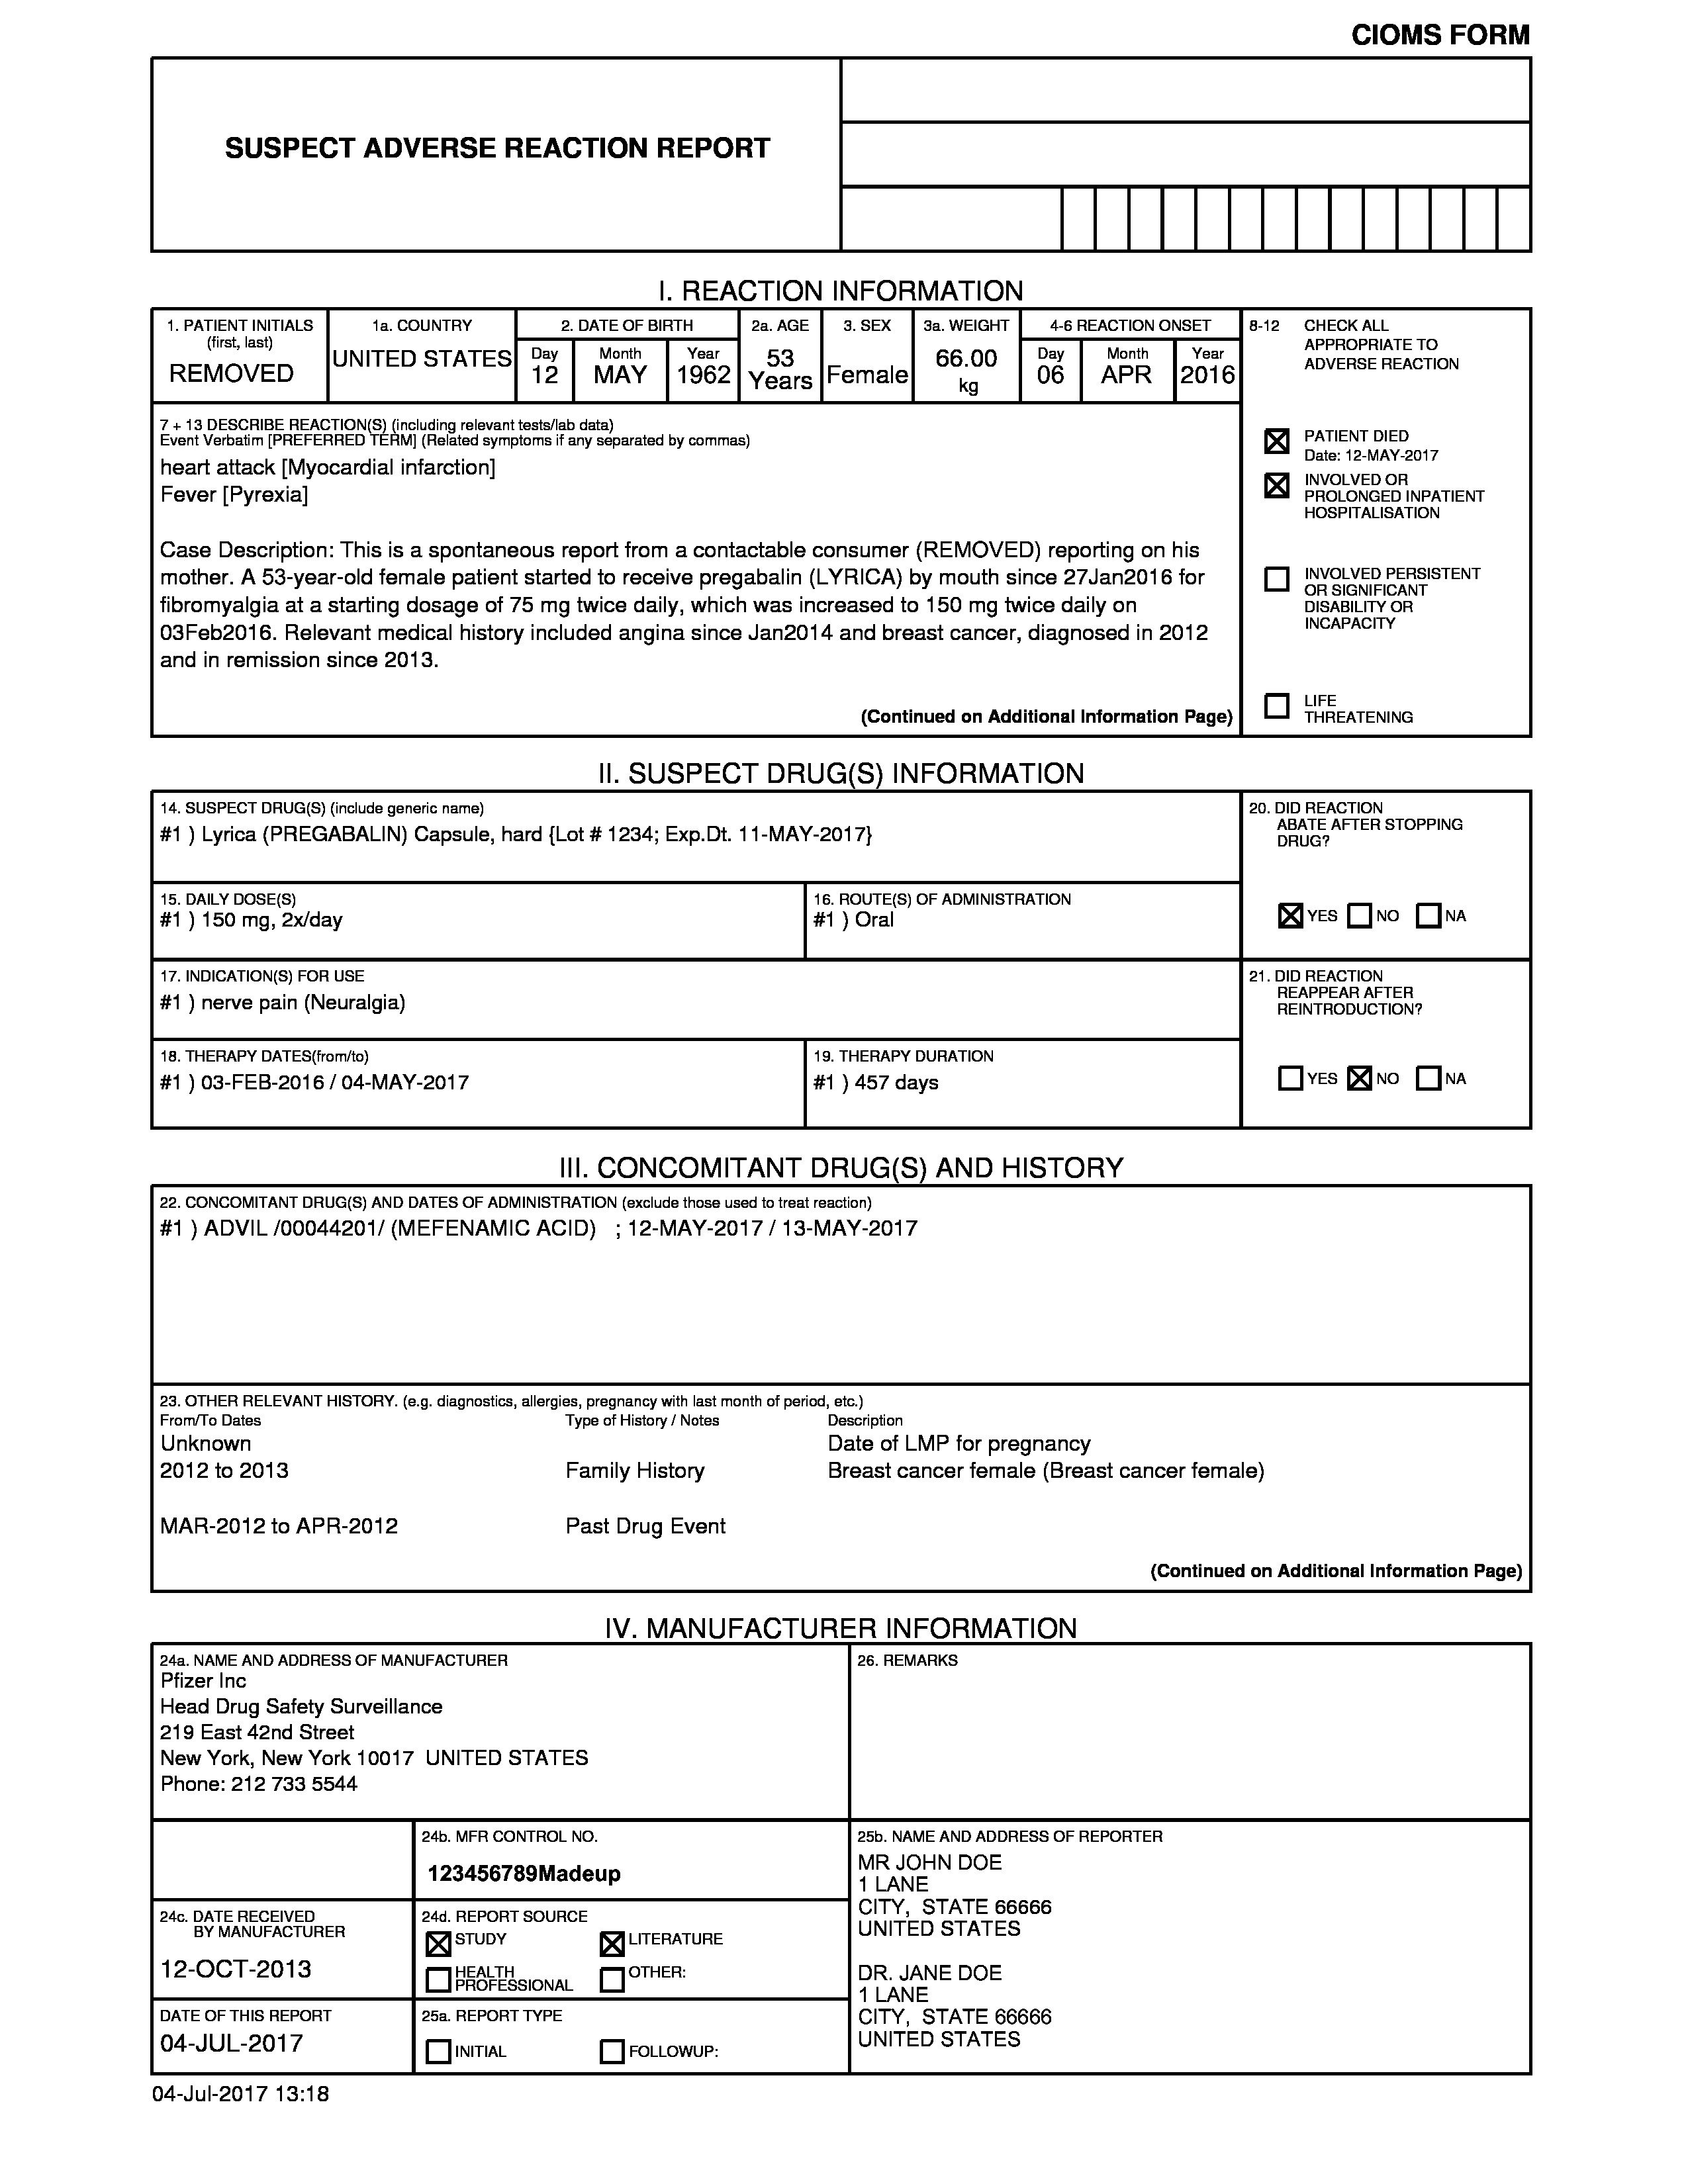 CIOMS FORM
SUSPECT ADVERSE REACTION REPORT
I. REACTION INFORMATION
1. PATIENT INITIALS
(first, last)
REMOVED
1a. COUNTRY
UNITED STATES
2. DATE OF BIRTH
Day
12
Month
MAY
Year
1962
2a. AGE
53
Years
3. SEX
Female
3a. WEIGHT
66.00
kg
4-6 REACTION ONSET
Day
06
Month
APR
Year
2016
8-12 CHECK ALL
APPROPRIATE TO
ADVERSE REACTION
7 + 13 DESCRIBE REACTION(S) (including relevant tests/lab data)
Event Verbatim [PREFERRED TERM] (Related symptoms if any separated by commas)
heart attack [Myocardial infarction]
Fever [Pyrexia]
Case Description: This is a spontaneous report from a contactable consumer (REMOVED) reporting on his
mother. A 53-year-old female patient started to receive pregabalin (LYRICA) by mouth since 27Jan2016 for
fibromyalgia at a starting dosage of 75 mg twice daily, which was increased to 150 mg twice daily on
03Feb2016. Relevant medical history included angina since Jan2014 and breast cancer, diagnosed in 2012
and in remission since 2013.
(Continued on Additional Information Page)
PATIENT DIED
Date: 12-MAY-2017
INVOLVED OR
PROLONGED INPATIENT
HOSPITALISATION
INVOLVED PERSISTENT
OR SIGNIFICANT
DISABILITY OR
INCAPACITY
LIFE
THREATENING
II. SUSPECT DRUG(S) INFORMATION
14. SUSPECT DRUG(S) (include generic name)
#1 ) Lyrica (PREGABALIN) Capsule, hard {Lot # 1234; Exp.Dt. 11-MAY-2017}
20. DID REACTION
ABATE AFTER STOPPING
DRUG?
15. DAILY DOSE(S)
#1 ) 150 mg, 2x/day
16. ROUTE(S) OF ADMINISTRATION
#1 ) Oral
YES NO NA
17. INDICATION(S) FOR USE
#1 ) nerve pain (Neuralgia)
21. DID REACTION
REAPPEAR AFTER
REINTRODUCTION?
18. THERAPY DATES(from/to)
#1 ) 03-FEB-2016 / 04-MAY-2017
19. THERAPY DURATION
#1 ) 457 days
YES NO NA
III. CONCOMITANT DRUG(S) AND HISTORY
22. CONCOMITANT DRUG(S) AND DATES OF ADMINISTRATION (exclude those used to treat reaction)
#1 ) ADVIL /00044201/ (MEFENAMIC ACID) ; 12-MAY-2017 / 13-MAY-2017
23. OTHER RELEVANT HISTORY. (e.g. diagnostics, allergies, pregnancy with last month of period, etc.)
From/To Dates Type of History / Notes Description
Unknown Date of LMP for pregnancy
2012 to 2013 Family History Breast cancer female (Breast cancer female)
MAR-2012 to APR-2012 Past Drug Event
(Continued on Additional Information Page)
IV. MANUFACTURER INFORMATION
24a. NAME AND ADDRESS OF MANUFACTURER
Pfizer Inc
Head Drug Safety Surveillance
219 East 42nd Street
New York, New York 10017 UNITED STATES
Phone: 212 733 5544
26. REMARKS
24b. MFR CONTROL NO.
123456789Madeup
24c. DATE RECEIVED
BY MANUFACTURER
12-OCT-2013
24d. REPORT SOURCE
STUDY LITERATURE
HEALTH
PROFESSIONAL
OTHER:
DATE OF THIS REPORT
04-JUL-2017
25a. REPORT TYPE
INITIAL FOLLOWUP:
25b. NAME AND ADDRESS OF REPORTER
MR JOHN DOE
1 LANE
CITY, STATE 66666
UNITED STATES
DR. JANE DOE
1 LANE
CITY, STATE 66666
UNITED STATES
04-Jul-2017 13:18